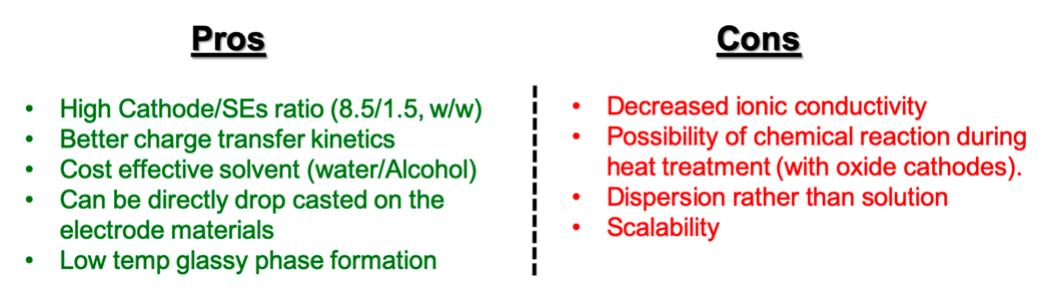 Pros
• High Cathode/SEs ratio (8.5/1.5, w/w)
• Better charge transfer kinetics
• Cost effective solvent (water/Alcohol)
• Can be directly drop casted on the
electrode materials
• Low temp glassy phase formation
Cons
• Decreased ionic conductivity
• Possibility of chemical reaction during
heat treatment (with oxide cathodes).
• Dispersion rather than solution
• Scalability